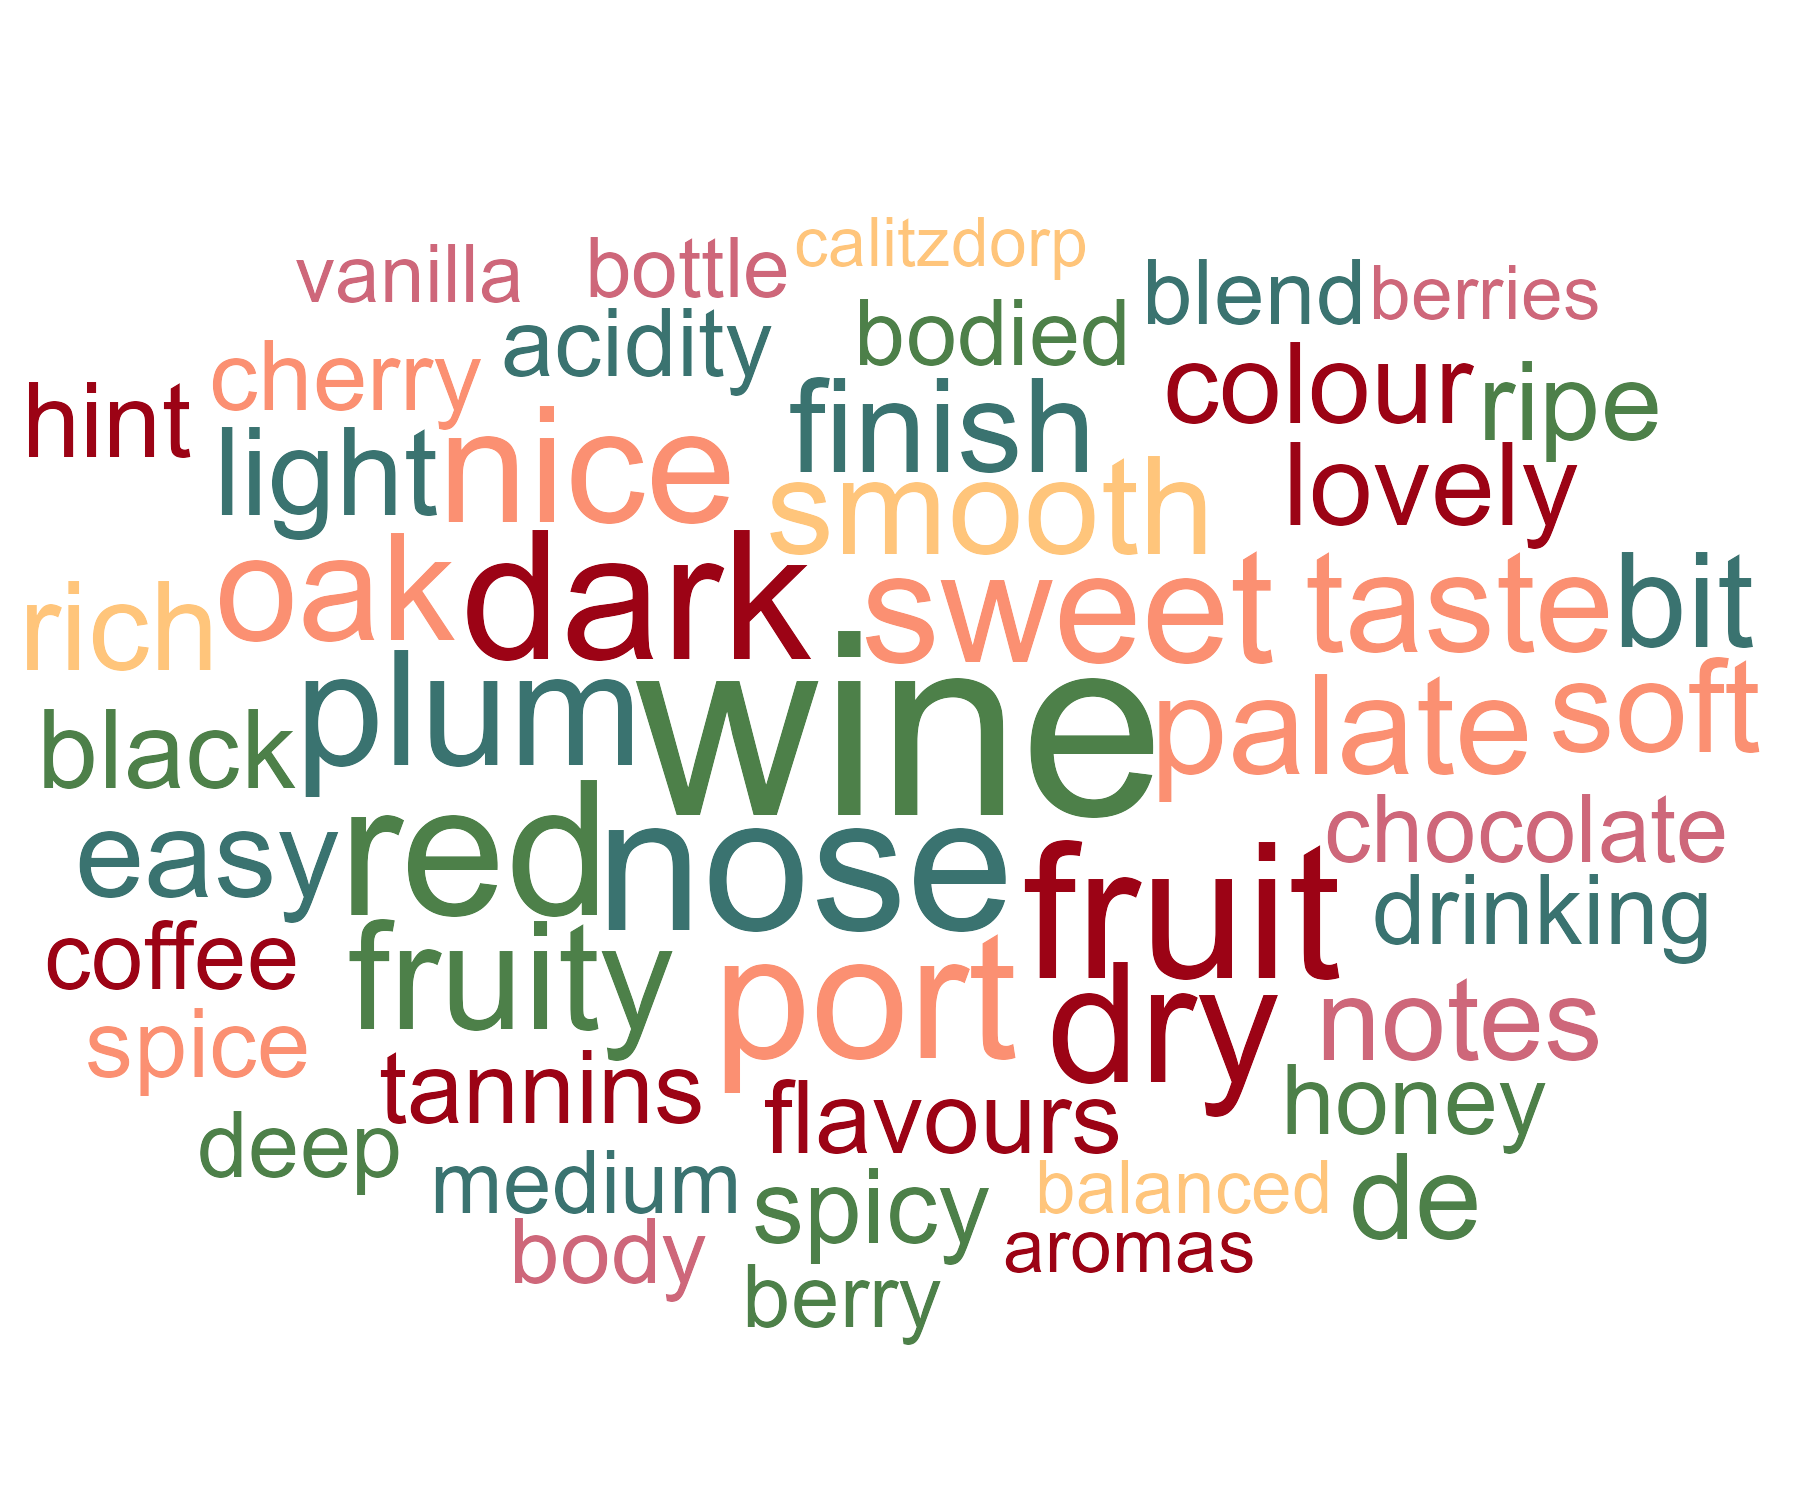 calitzdorp
vanilla bottle blend berries
acidity bodied
cherry colour ripe
hint finish
light nice lovely
smooth
oak dark sweet taste bit
rich
plum wine palate soft
black
red nose chocolate
easy fruit drinking
coffee fruity port dry notes
spice
tannins flavours honey
deep medium spicy balanced de
body aromas
berry